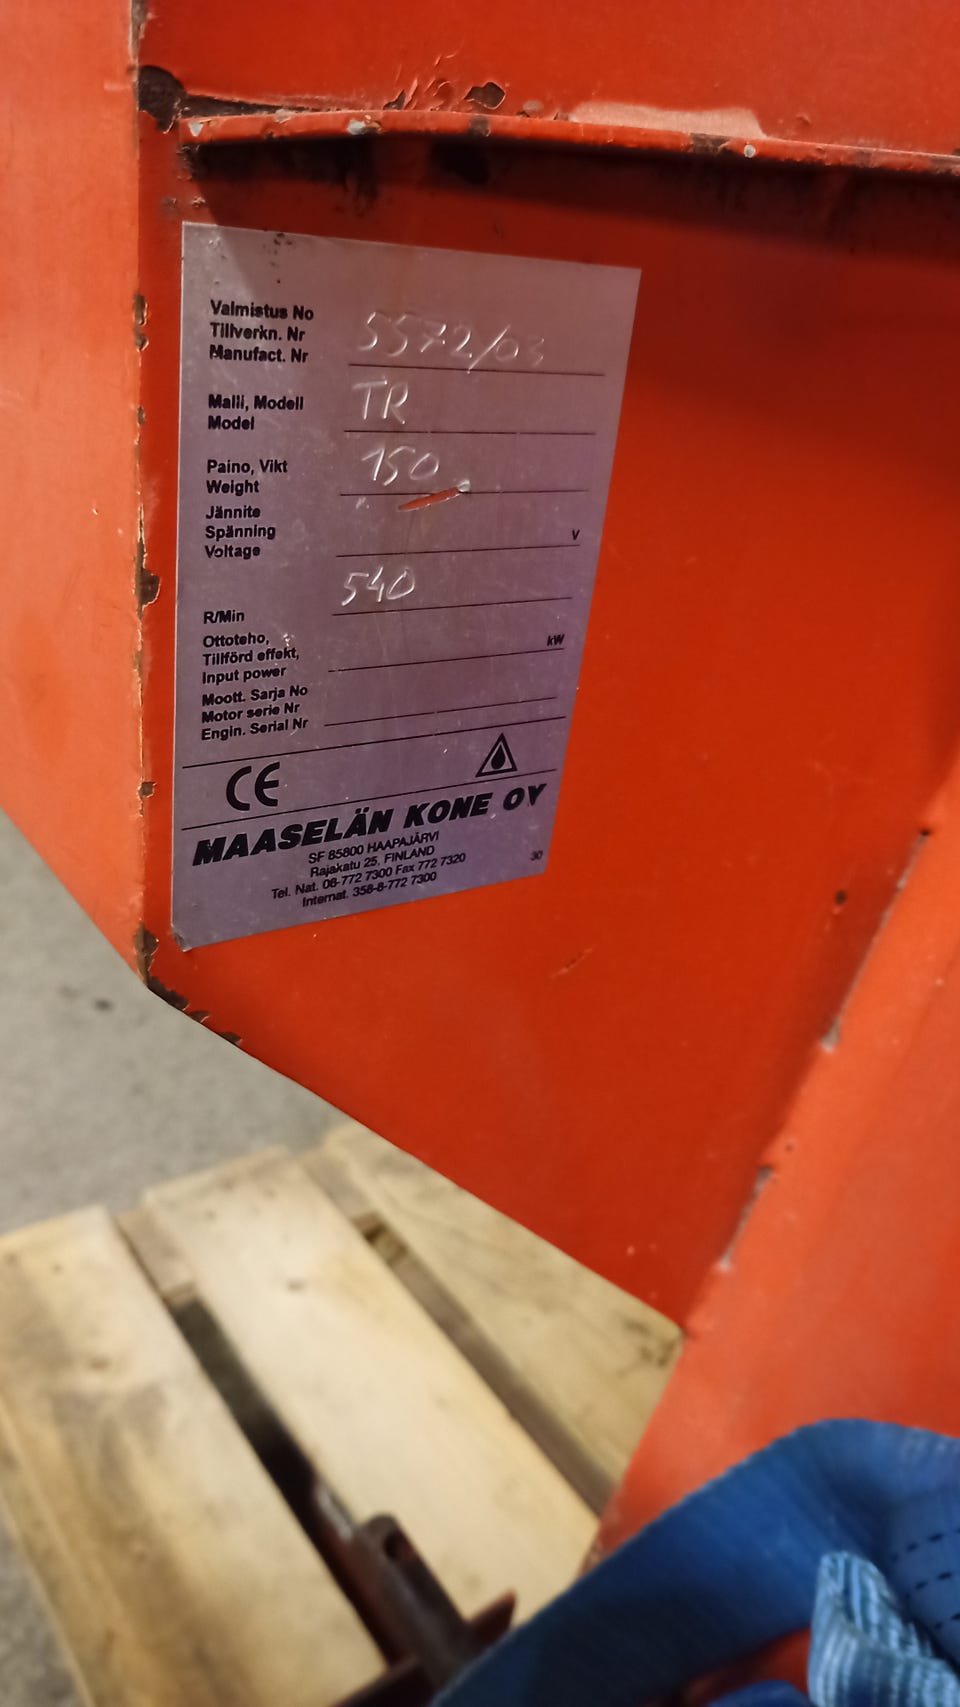 Valmistus No
Tillverkn. Nr
Manufact. Nr 5572/03
Malli, Modell TR
Model
Paino, Vikt 150
Weight
Jännite
Spänning V
Voltage
540
R/Min
Ottoteho, kW
Tillförd effekt,
Input power
Moott. Sarja No
Motor serie Nr
Engin. Serial Nr
CE
MAASELÄN KONE OY
SF 85800 HAAPAJÄRVI
Rajakatu 25, FINLAND 30
Tel. Nat. 08-772 7300 Fax 772 7320
Internat. 358-8-772 7300